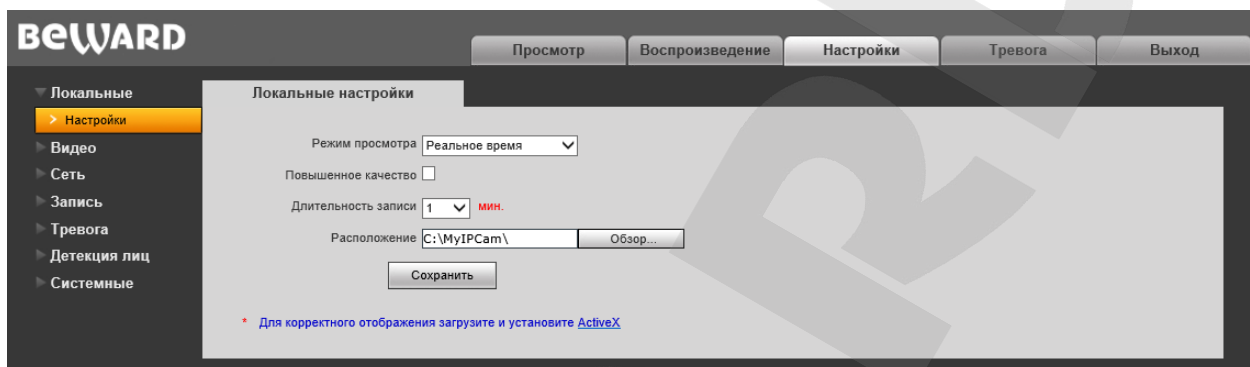 BEWARD
Просмотр Воспроизведение Настройки Тревога Выход
Локальные
> Настройки
Видео
Сеть
Запись
Тревога
Детекция лиц
Системные
Локальные настройки
Режим просмотра Реальное время
Повышенное качество
Длительность записи 1 мин.
Расположение C:\MyIPCam\ Обзор...
Сохранить
* Для корректного отображения загрузите и установите ActiveX